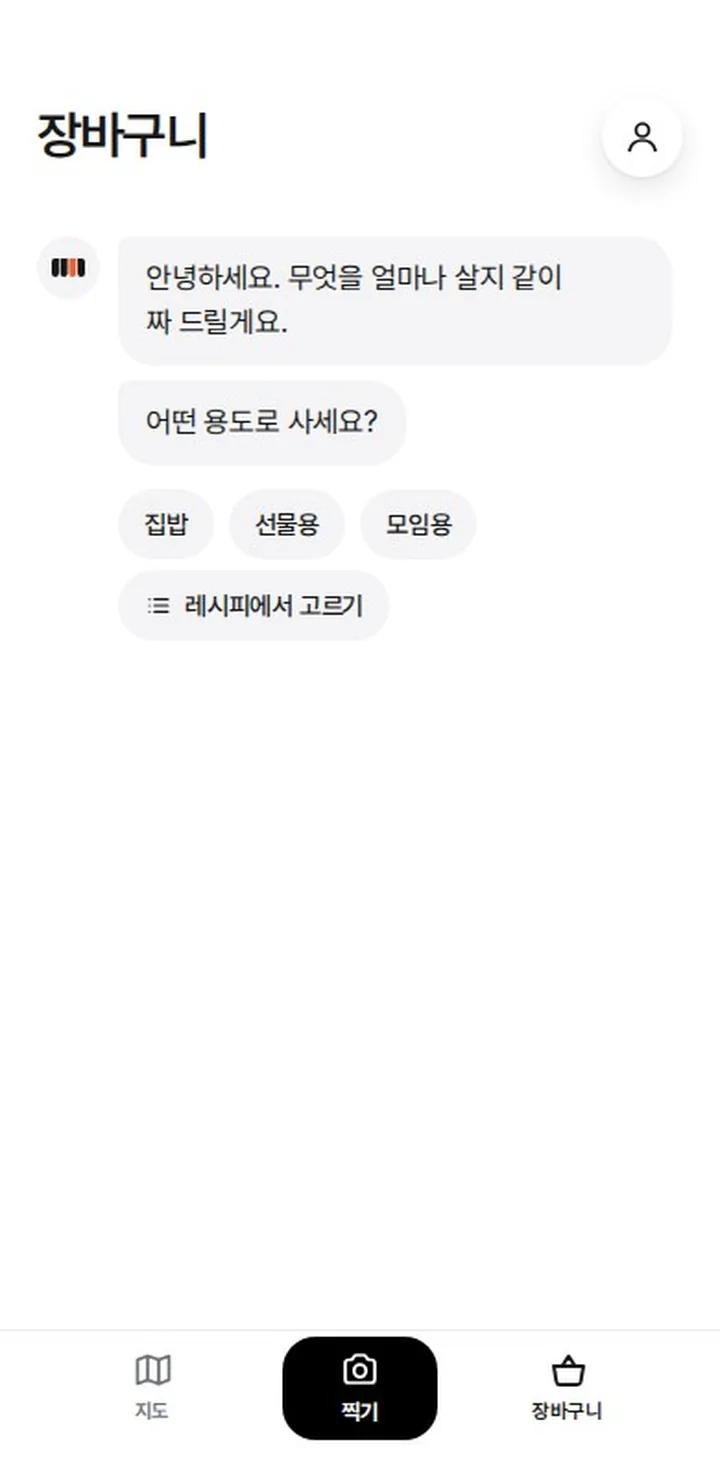 장바구니
안녕하세요. 무엇을 얼마나 살지 같이
짜 드릴게요.
어떤 용도로 사세요?
집밥
선물용
모임용
레시피에서 고르기
지도
찍기
장바구니